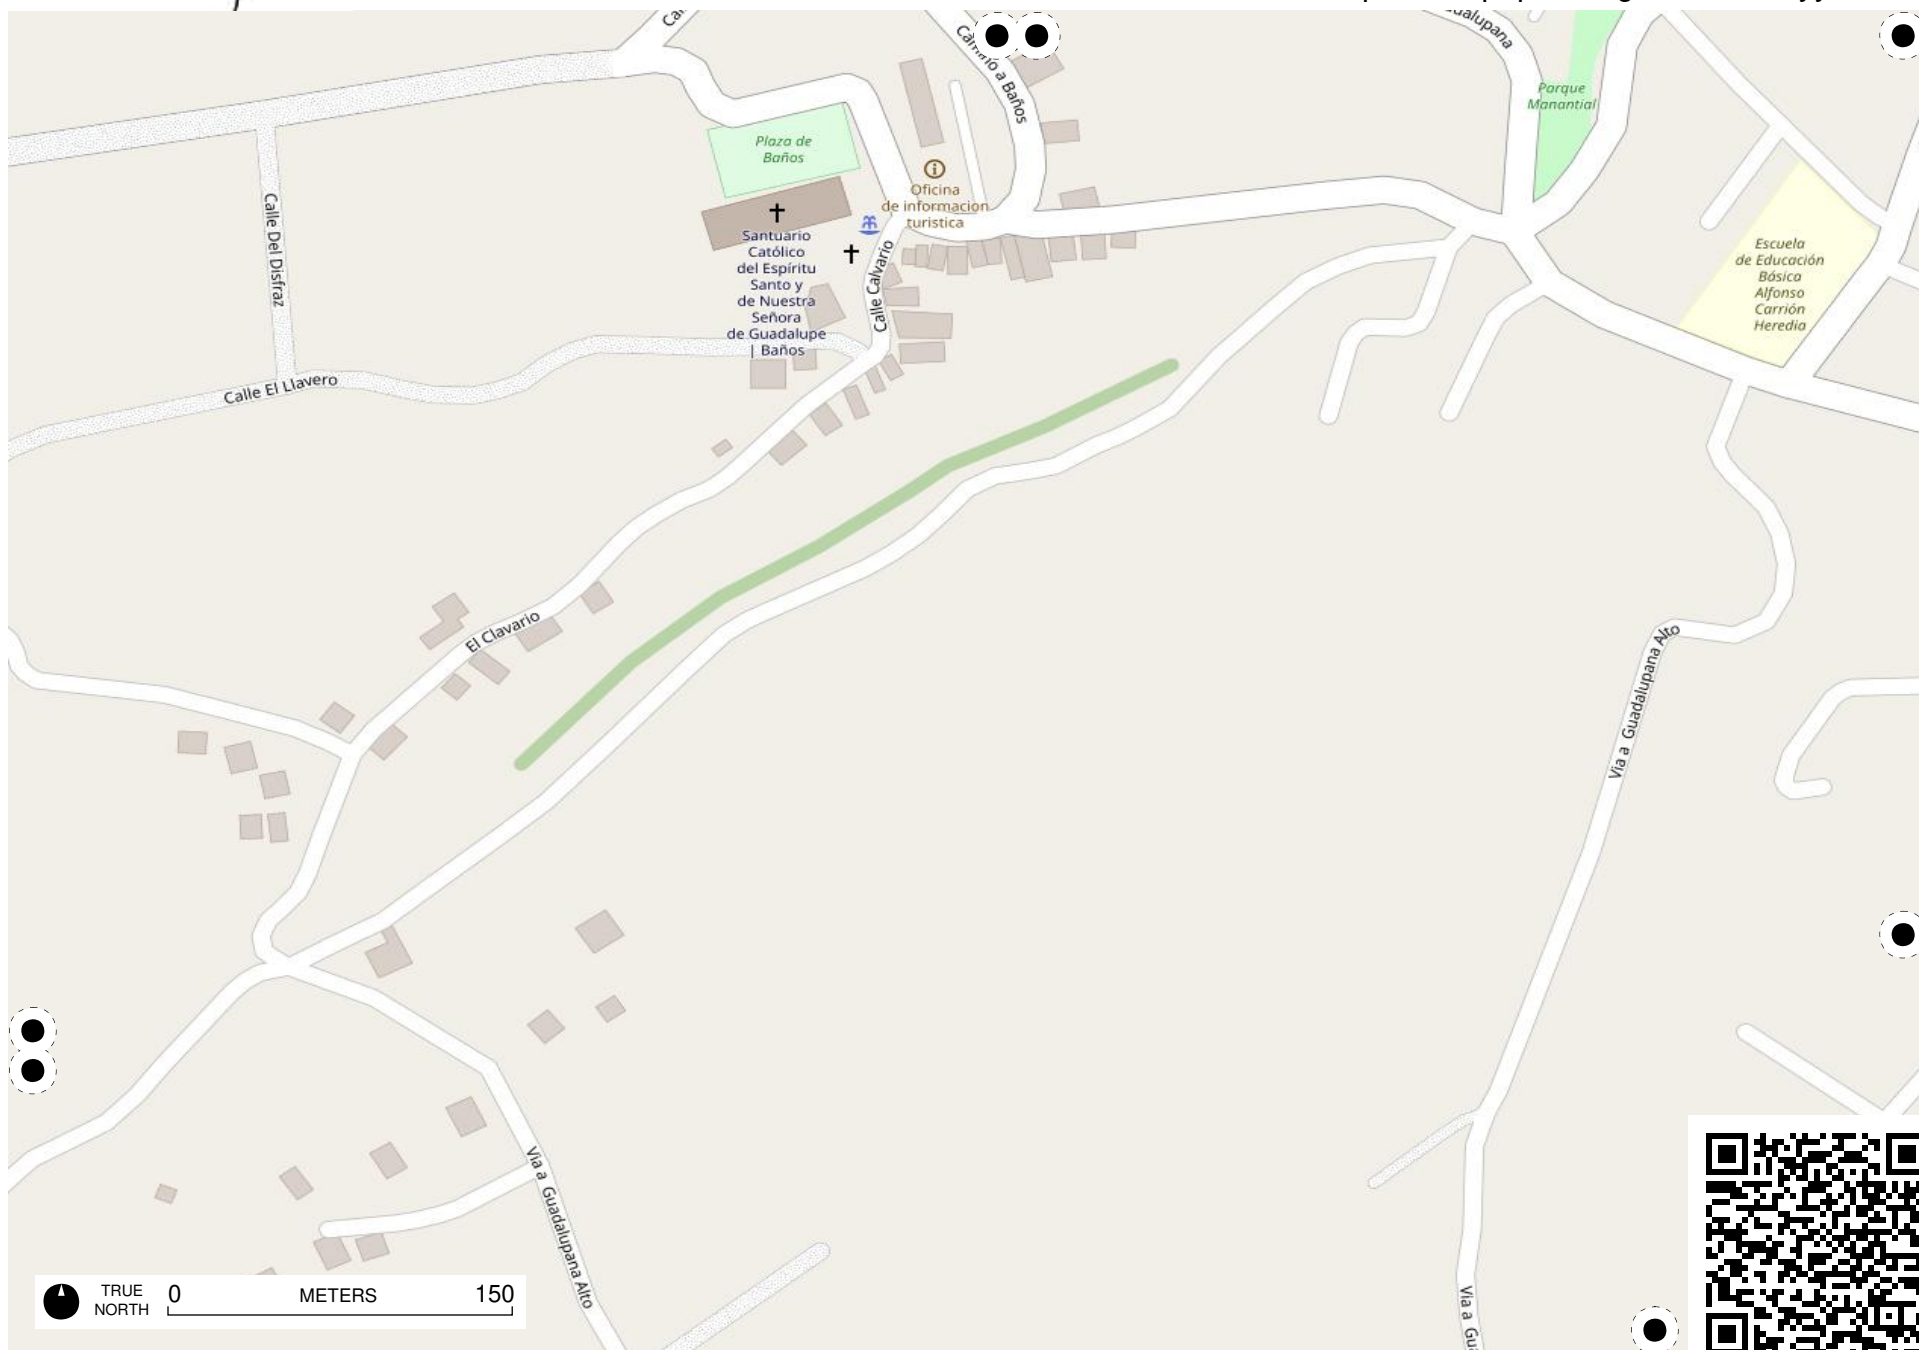 Camino a Baños
Parque
Manantial
Plaza de
Baños
Oficina
de informacion
turistica
Calle Del Disfraz
Santuario
Católico
del Espíritu
Santo y
de Nuestra
Señora
de Guadalupe
| Baños
Calle Calvario
Escuela
de Educación
Básica
Alfonso
Carrión
Heredia
Calle El Llavero
El Clavario
Via a Guadalupana Alto
Via a Guadalupana Alto
Via a
TRUE
NORTH
0 METERS 150